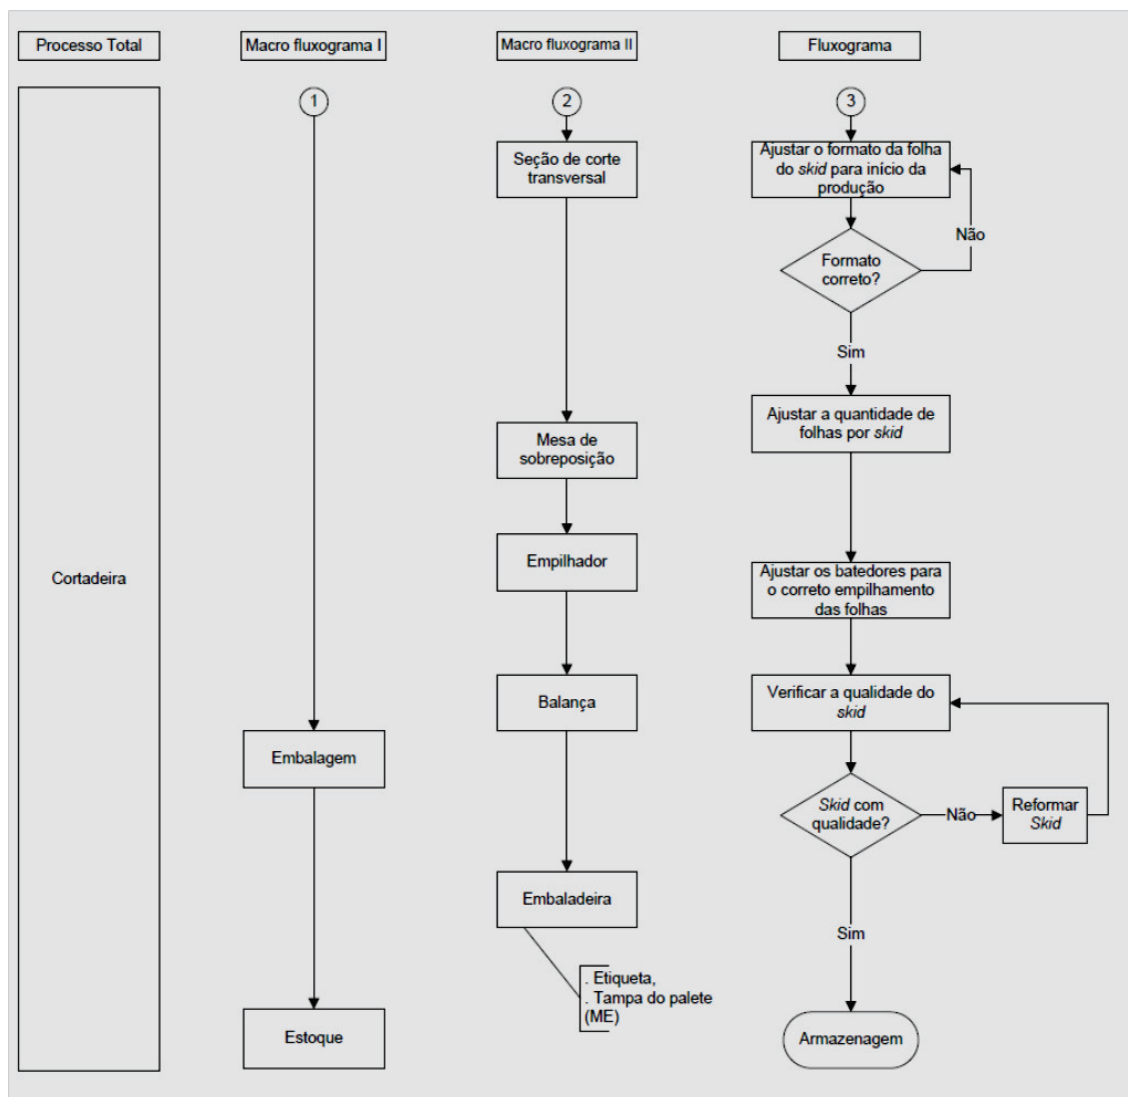 Processo Total
Macro fluxograma I
Macro fluxograma II
Fluxograma
Cortadeira
1
Embalagem
Estoque
2
Seção de corte
transversal
Mesa de
sobreposição
Empilhador
Balança
Embaladeira
. Etiqueta,
. Tampa do palete
(ME)
3
Ajustar o formato da folha
do skid para início da
produção
Não
Formato
correto?
Sim
Ajustar a quantidade de
folhas por skid
Ajustar os batedores para
o correto empilhamento
das folhas
Verificar a qualidade do
skid
Skid com
qualidade?
Não
Reformar
Skid
Sim
Armazenagem